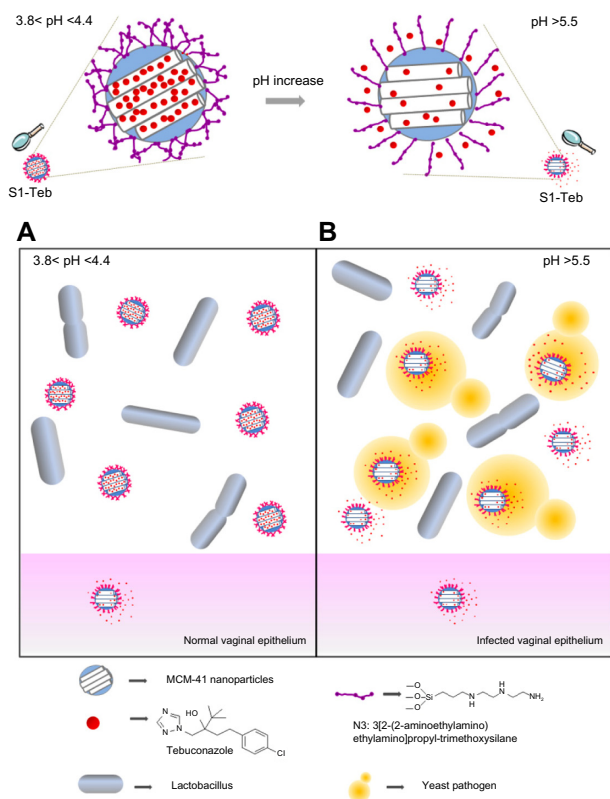 3.8< pH <4.4
pH >5.5
pH increase
S1-Teb
S1-Teb
A
B
3.8< pH <4.4
pH >5.5
Normal vaginal epithelium
Infected vaginal epithelium
MCM-41 nanoparticles
—O
—O
—O
Si
N
H
H
N
NH2
N
N
N
HO
Cl
Tebuconazole
N3: 3[2-(2-aminoethylamino)
ethylamino]propyl-trimethoxysilane
Lactobacillus
Yeast pathogen